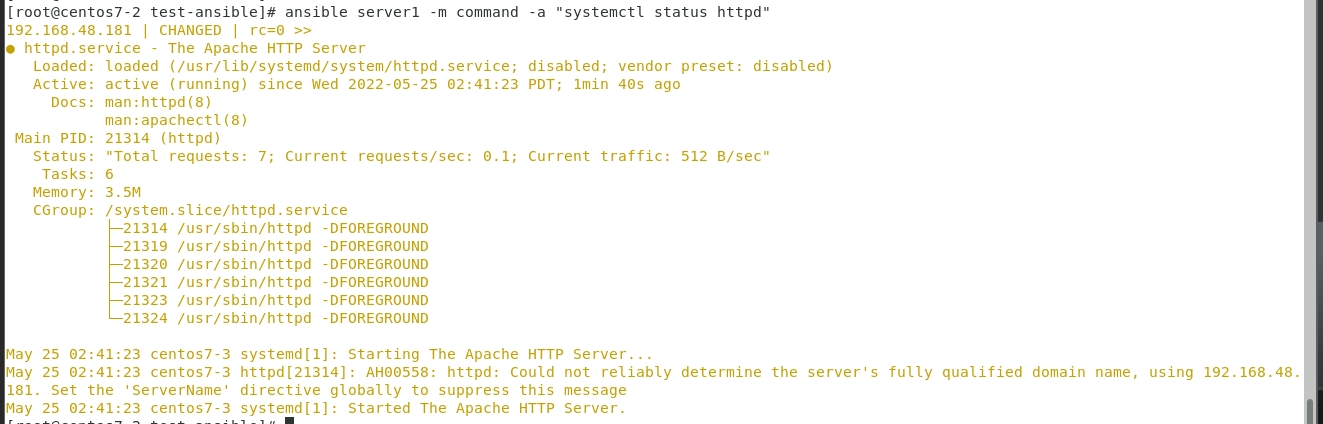 [root@centos7-2 test-ansible]# ansible server1 -m command -a "systemctl status httpd"
192.168.48.181 | CHANGED | rc=0 >>
● httpd.service - The Apache HTTP Server
   Loaded: loaded (/usr/lib/systemd/system/httpd.service; disabled; vendor preset: disabled)
   Active: active (running) since Wed 2022-05-25 02:41:23 PDT; 1min 40s ago
     Docs: man:httpd(8)
           man:apachectl(8)
 Main PID: 21314 (httpd)
   Status: "Total requests: 7; Current requests/sec: 0.1; Current traffic: 512 B/sec"
    Tasks: 6
   Memory: 3.5M
   CGroup: /system.slice/httpd.service
           ├─21314 /usr/sbin/httpd -DFOREGROUND
           ├─21319 /usr/sbin/httpd -DFOREGROUND
           ├─21320 /usr/sbin/httpd -DFOREGROUND
           ├─21321 /usr/sbin/httpd -DFOREGROUND
           ├─21323 /usr/sbin/httpd -DFOREGROUND
           └─21324 /usr/sbin/httpd -DFOREGROUND

May 25 02:41:23 centos7-3 systemd[1]: Starting The Apache HTTP Server...
May 25 02:41:23 centos7-3 httpd[21314]: AH00558: httpd: Could not reliably determine the server's fully qualified domain name, using 192.168.48.
181. Set the 'ServerName' directive globally to suppress this message
May 25 02:41:23 centos7-3 systemd[1]: Started The Apache HTTP Server.
[root@centos7-2 test-ansible]#